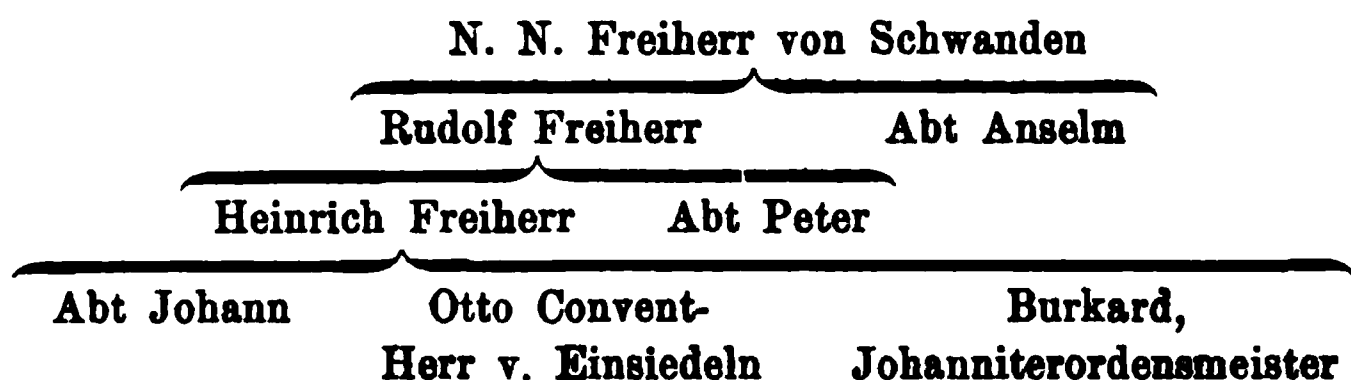 N. N. Freiherr von Schwanden
Rudolf Freiherr Abt Anselm
Heinrich Freiherr Abt Peter
Abt Johann Otto Convent- Burkard,
Herr v. Einsiedeln Johanniterordensmeister